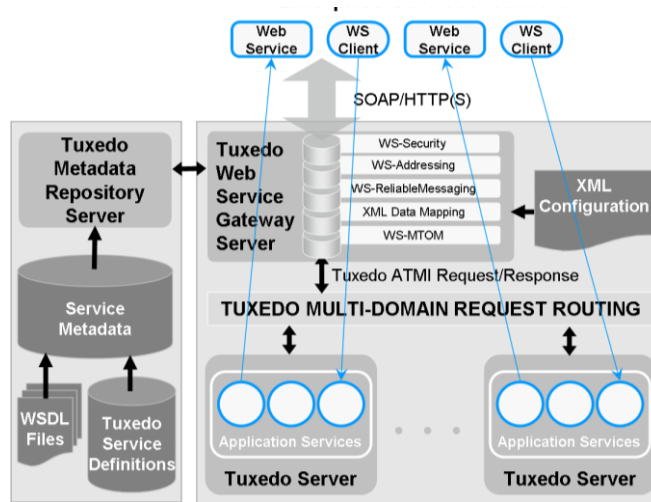 Web
Service
WS
Client
Web
Service
WS
Client
SOAP/HTTP(S)
Tuxedo
Metadata
Repository
Server
Tuxedo
Web
Service
Gateway
Server
WS-Security
WS-Addressing
WS-ReliableMessaging
XML Data Mapping
WS-MTOM
XML
Configuration
Tuxedo ATMI Request/Response
Service
Metadata
TUXEDO MULTI-DOMAIN REQUEST ROUTING
WSDL
Files
Tuxedo
Service
Definitions
Application Services
Tuxedo Server
. . .
Application Services
Tuxedo Server